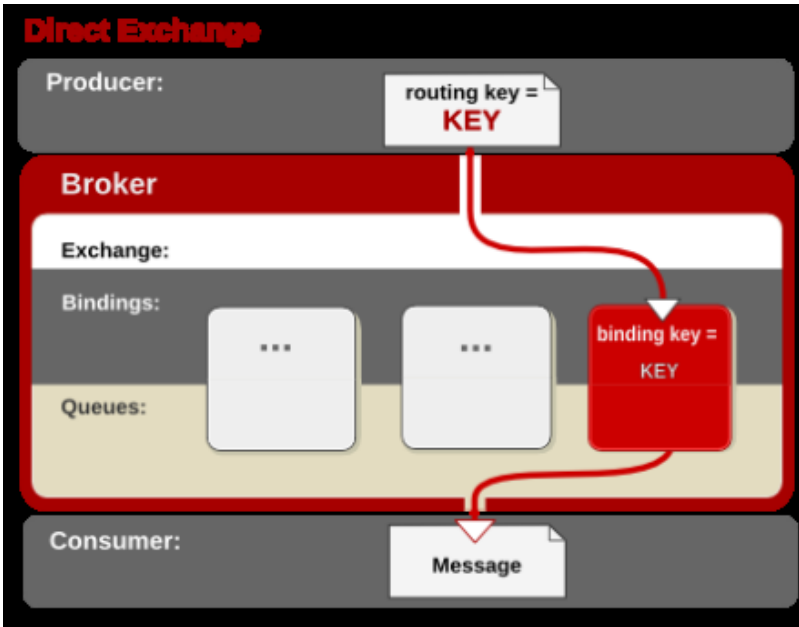 Direct Exchange
Producer:
routing key =
KEY
Broker
Exchange:
Bindings:
...
...
binding key =
KEY
Queues:
Consumer:
Message